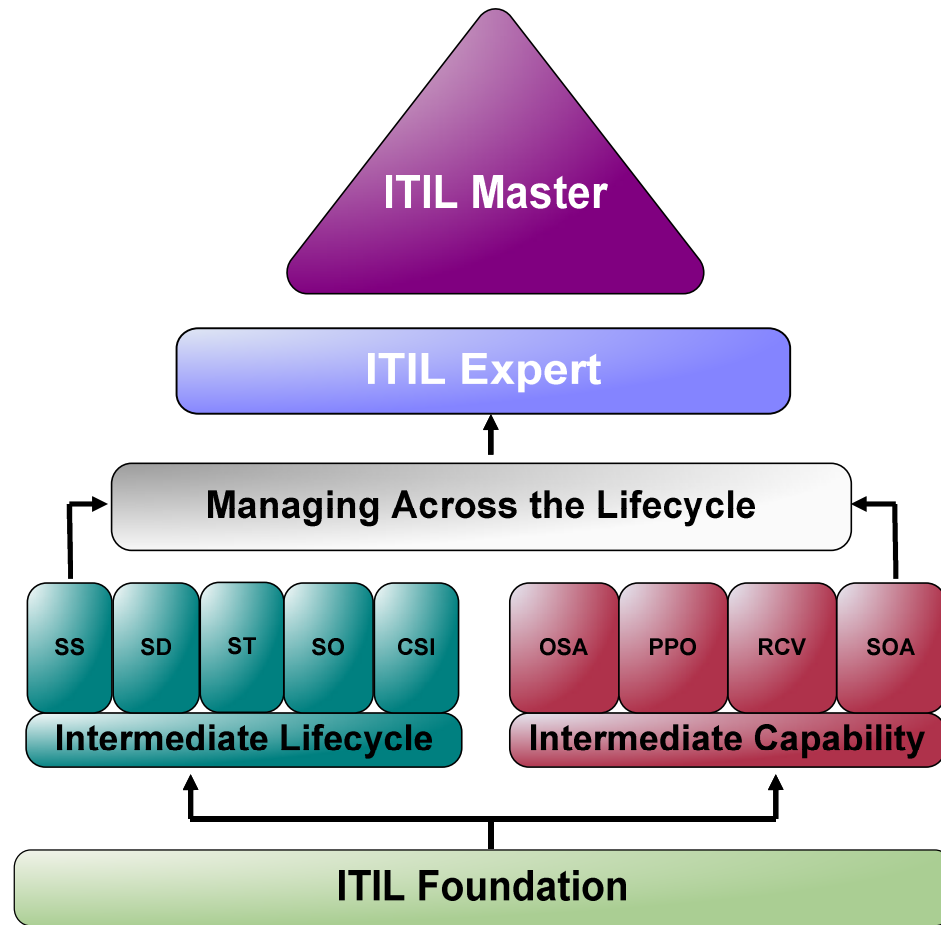 ITIL Master
ITIL Expert
Managing Across the Lifecycle
SS SD ST SO CSI
OSA PPO RCV SOA
Intermediate Lifecycle
Intermediate Capability
ITIL Foundation